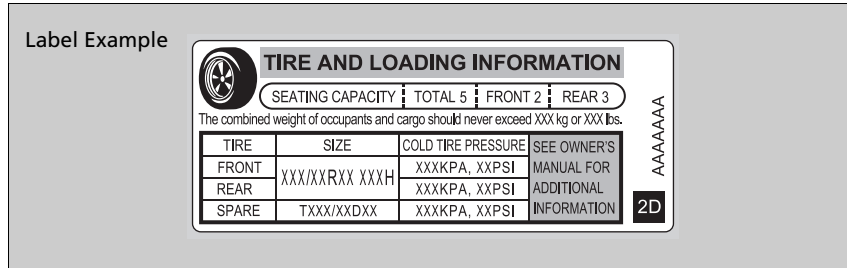 Label Example
TIRE AND LOADING INFORMATION
SEATING CAPACITY TOTAL 5 FRONT 2 REAR 3
The combined weight of occupants and cargo should never exceed XXX kg or XXX lbs.
TIRE SIZE COLD TIRE PRESSURE
FRONT XXX/XXRXX XXXH XXXKPA, XXPSI
REAR XXXKPA, XXPSI
SPARE TXXX/XXDXX XXXKPA, XXPSI
SEE OWNER'S
MANUAL FOR
ADDITIONAL
INFORMATION
AAAAAAA
2D